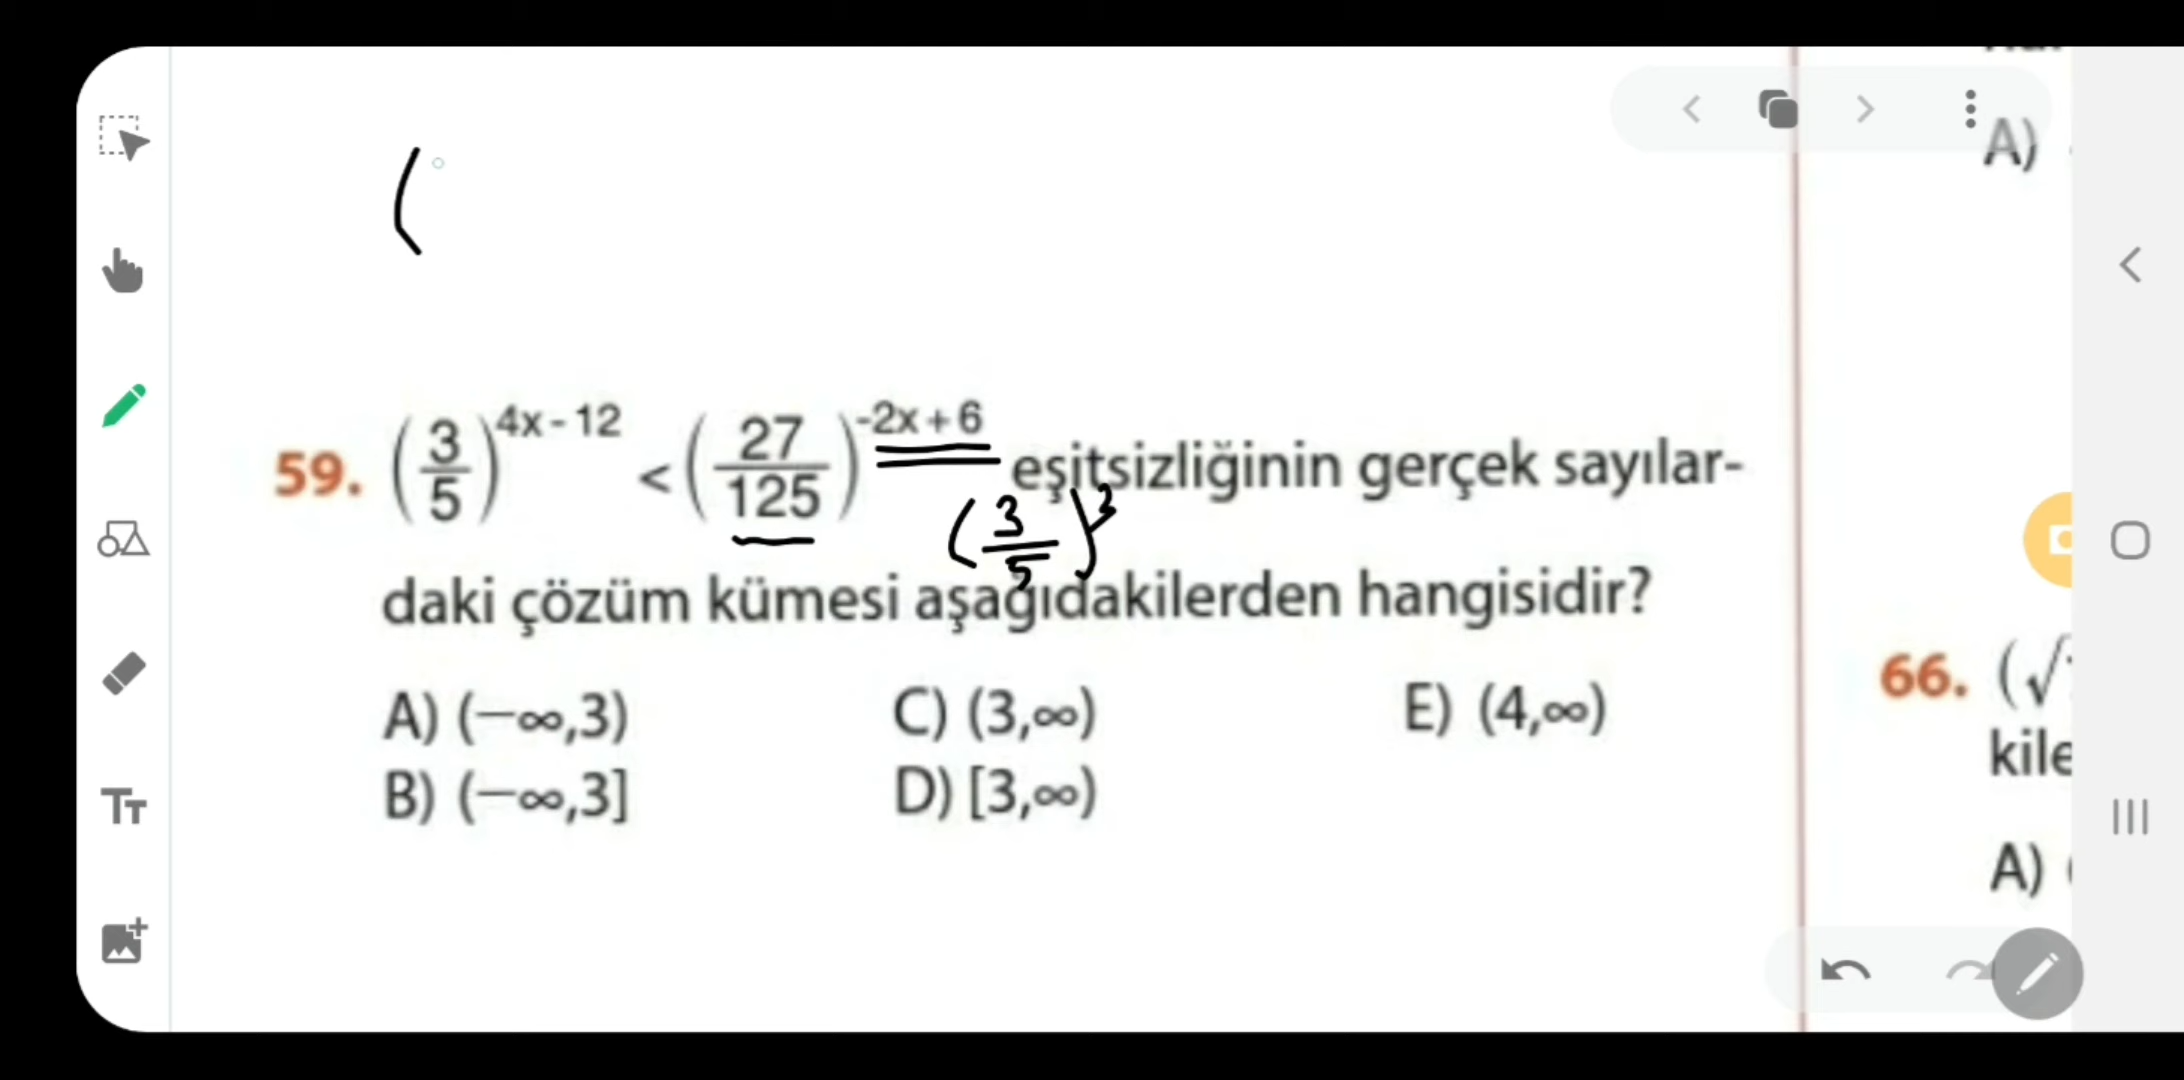 A)
(
59. (3/5)^4x-12 < (27/125)^-2x+6 eşitsizliğinin gerçek sayılar-
(3/5)^3
daki çözüm kümesi aşağıdakilerden hangisidir?
A) (−∞,3) C) (3,∞) E) (4,∞)
B) (−∞,3] D) [3,∞)
66. (√
kile
A)
Tт